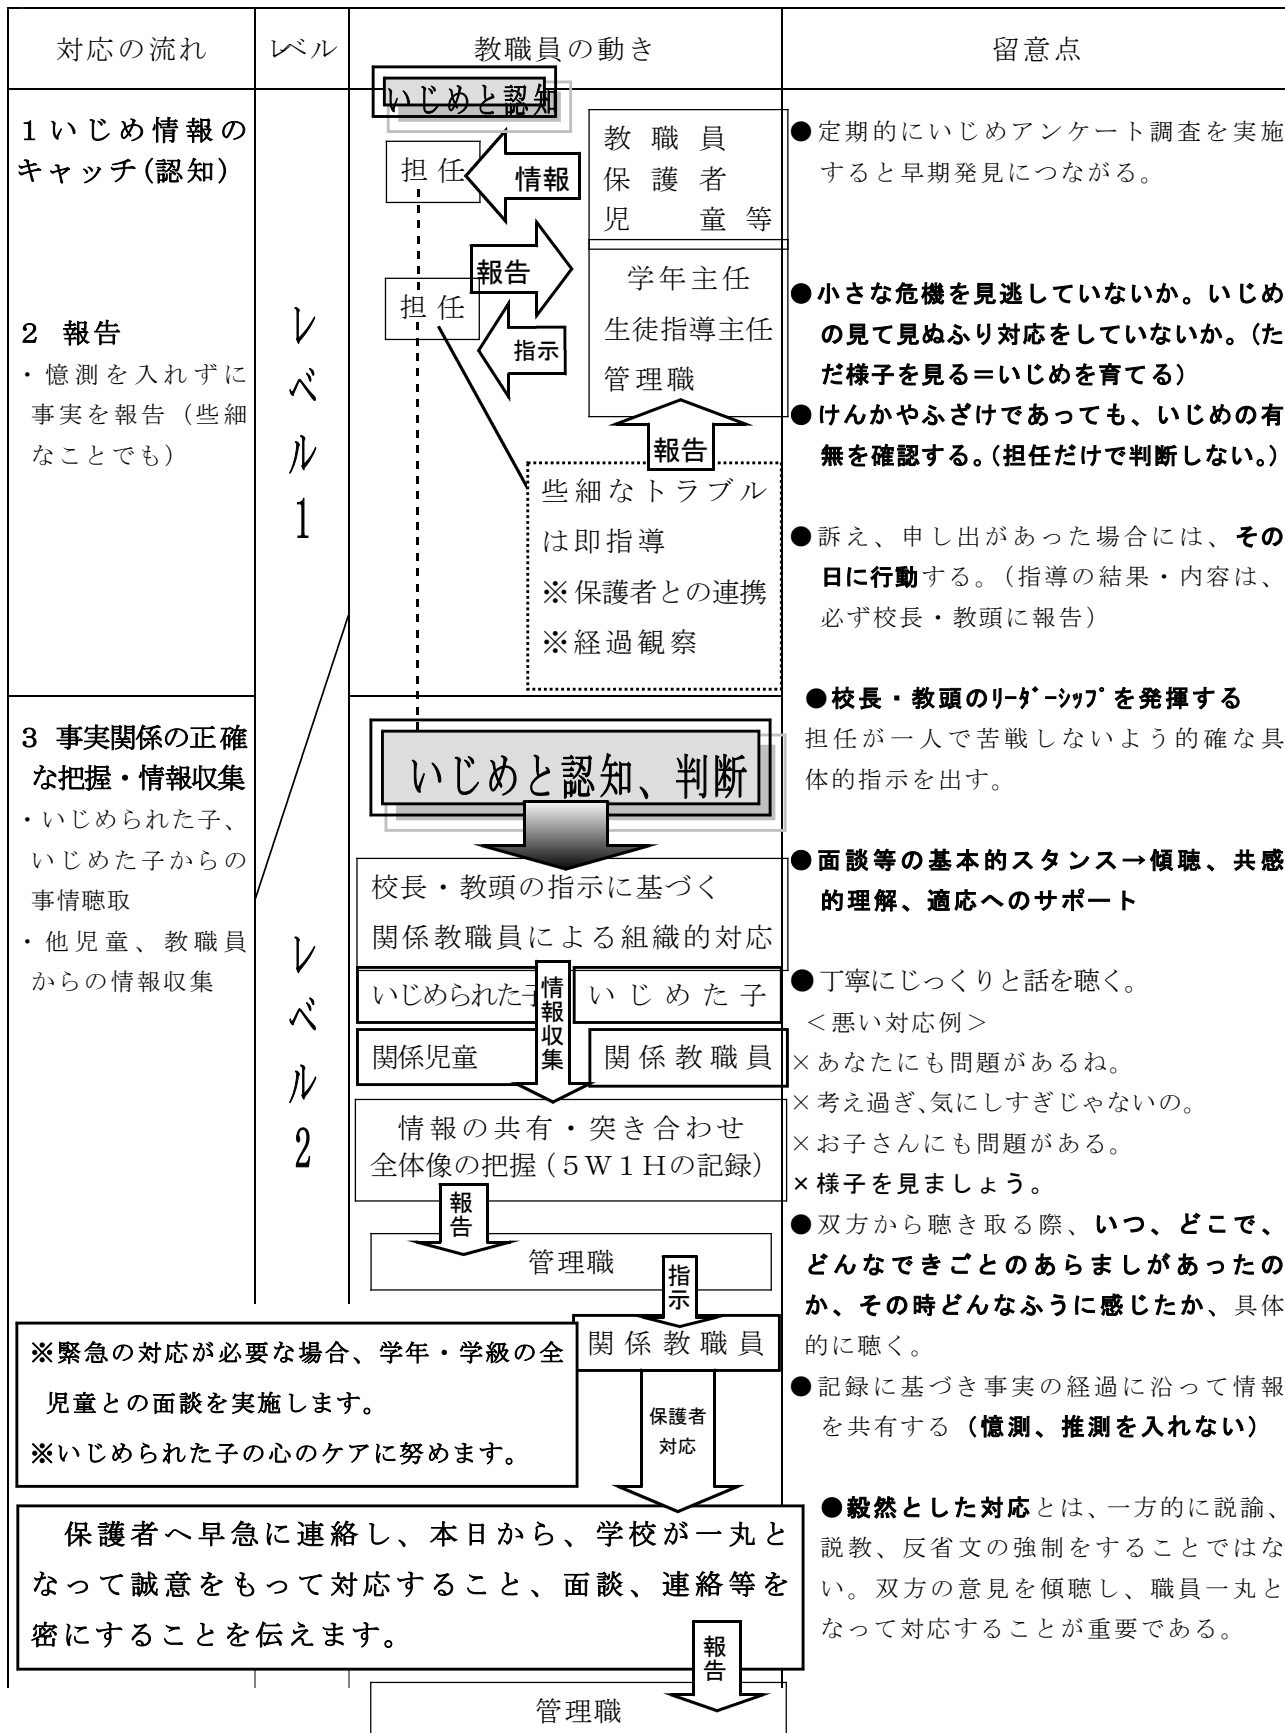 対応の流れ
レベル
教職員の動き
留意点
１いじめ情報の
キャッチ(認知)
２ 報告
・憶測を入れずに
事実を報告（些細
なことでも）
レベル1
いじめと認知
担任
情報
教職員
保護者
児童等
報告
担任
指示
学年主任
生徒指導主任
管理職
報告
些細なトラブル
は即指導
※保護者との連携
※経過観察
●定期的にいじめアンケート調査を実施
すると早期発見につながる。
●小さな危機を見逃していないか。いじめ
の見て見ぬふり対応をしていないか。（た
だ様子を見る＝いじめを育てる）
●けんかやふざけであっても、いじめの有
無を確認する。（担任だけで判断しない。）
●訴え、申し出があった場合には、その
日に行動する。（指導の結果・内容は、
必ず校長・教頭に報告）
３ 事実関係の正確
な把握・情報収集
・いじめられた子、
いじめた子からの
事情聴取
・他児童、教職員
からの情報収集
レベル2
いじめと認知、判断
校長・教頭の指示に基づく
関係教職員による組織的対応
いじめられた子
情報収集
いじめた子
関係児童
関係教職員
情報の共有・突き合わせ
全体像の把握（５Ｗ１Ｈの記録）
報告
管理職
指示
関係教職員
保護者
対応
※緊急の対応が必要な場合、学年・学級の全
児童との面談を実施します。
※いじめられた子の心のケアに努めます。
保護者へ早急に連絡し、本日から、学校が一丸と
なって誠意をもって対応すること、面談、連絡等を
密にすることを伝えます。
報告
管理職
●校長・教頭のﾘｰﾀﾞｰｼｯﾌﾟを発揮する
担任が一人で苦戦しないよう的確な具
体的指示を出す。
●面談等の基本的スタンス→傾聴、共感
的理解、適応へのサポート
●丁寧にじっくりと話を聴く。
＜悪い対応例＞
×あなたにも問題があるね。
×考え過ぎ、気にしすぎじゃないの。
×お子さんにも問題がある。
×様子を見ましょう。
●双方から聴き取る際、いつ、どこで、
どんなできごとのあらましがあったの
か、その時どんなふうに感じたか、具体
的に聴く。
●記録に基づき事実の経過に沿って情報
を共有する（憶測、推測を入れない）
●毅然とした対応とは、一方的に説諭、
説教、反省文の強制をすることではな
い。双方の意見を傾聴し、職員一丸と
なって対応することが重要である。